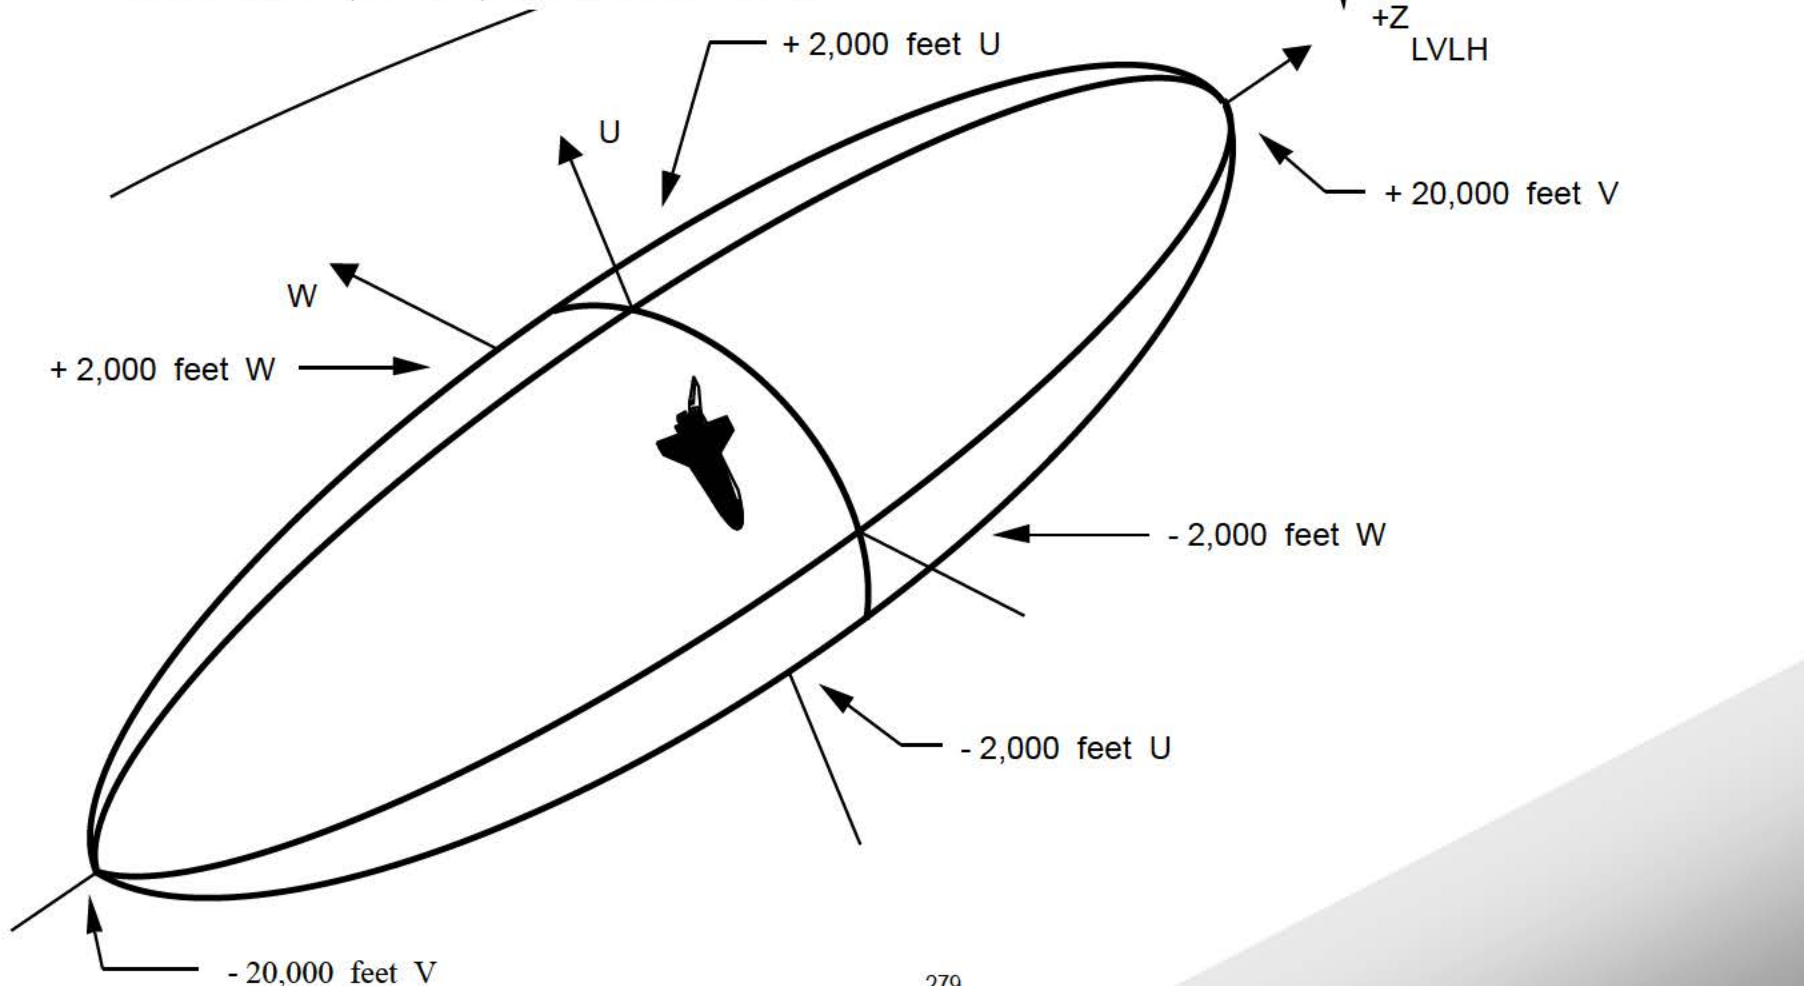 +Z
LVLH
+ 2,000 feet U
U
+ 20,000 feet V
W
+ 2,000 feet W
- 2,000 feet W
- 2,000 feet U
- 20,000 feet V
279